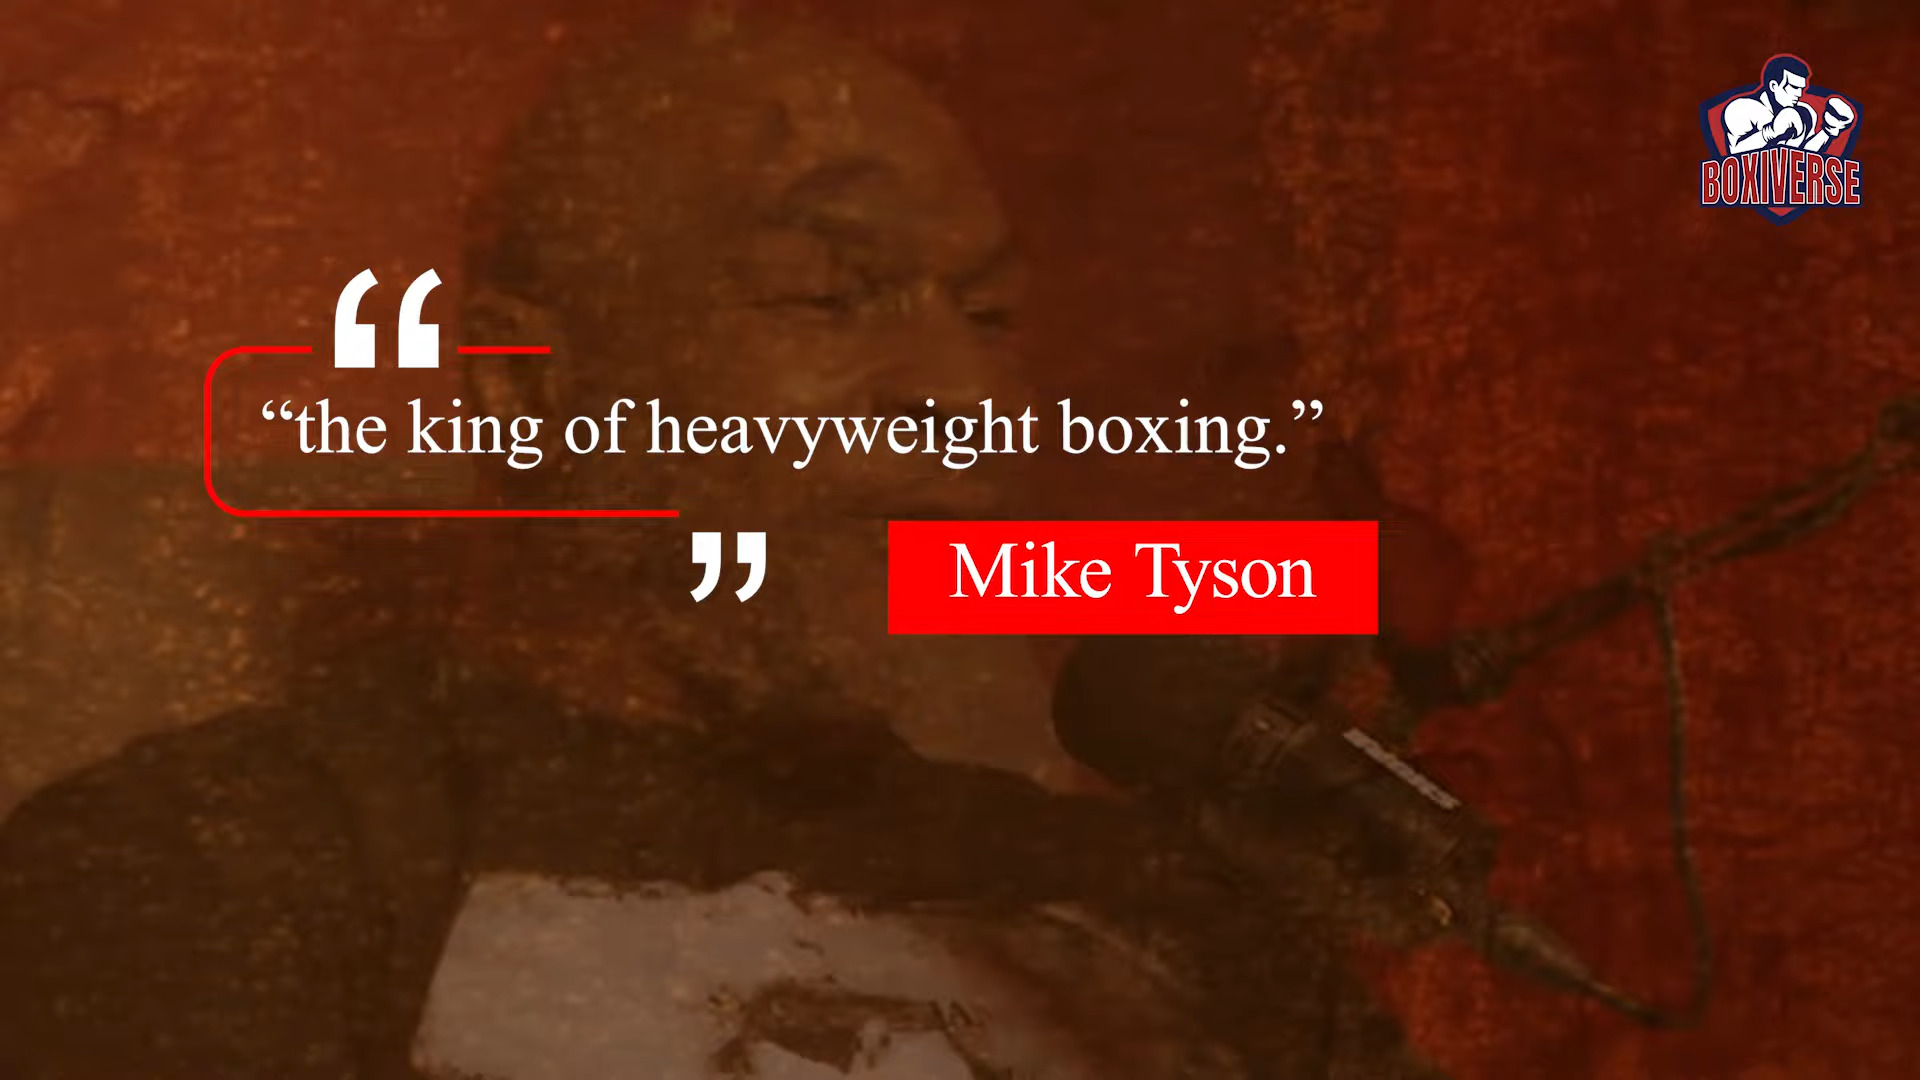 BOXIVERSE
“
“the king of heavyweight boxing.”
”
Mike Tyson